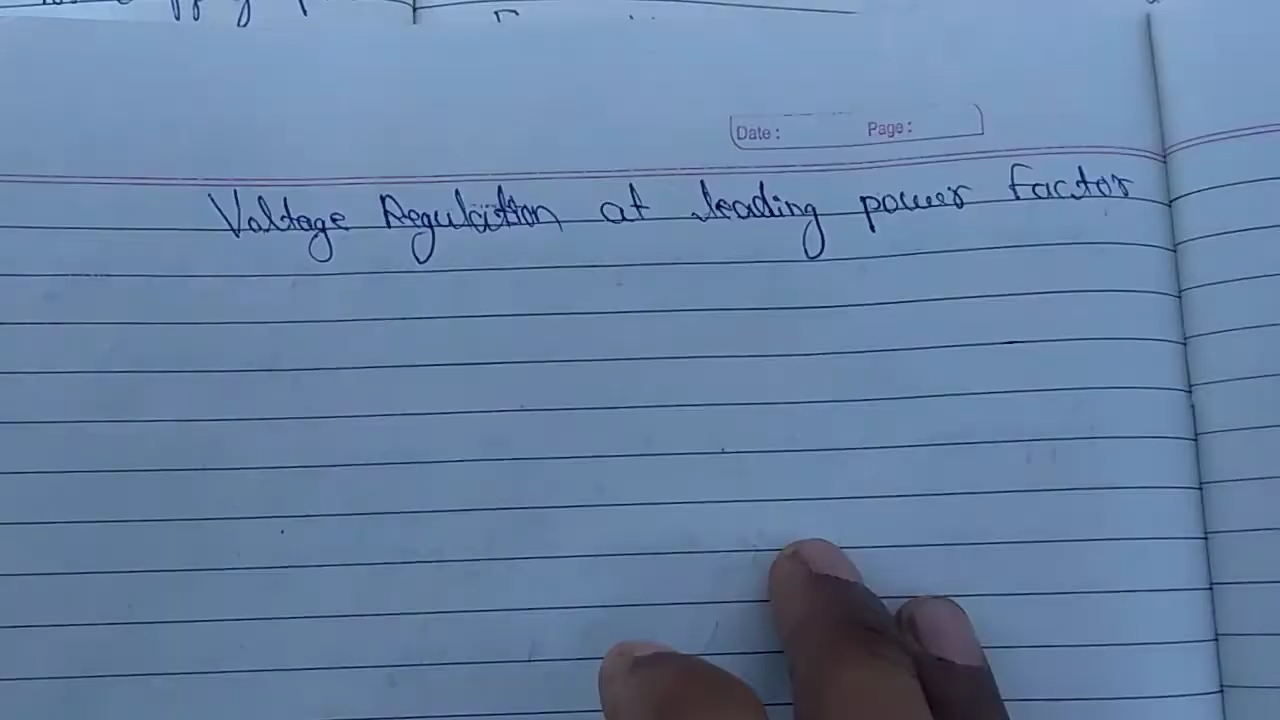 Date : Page :
Voltage Regulation at leading power factor